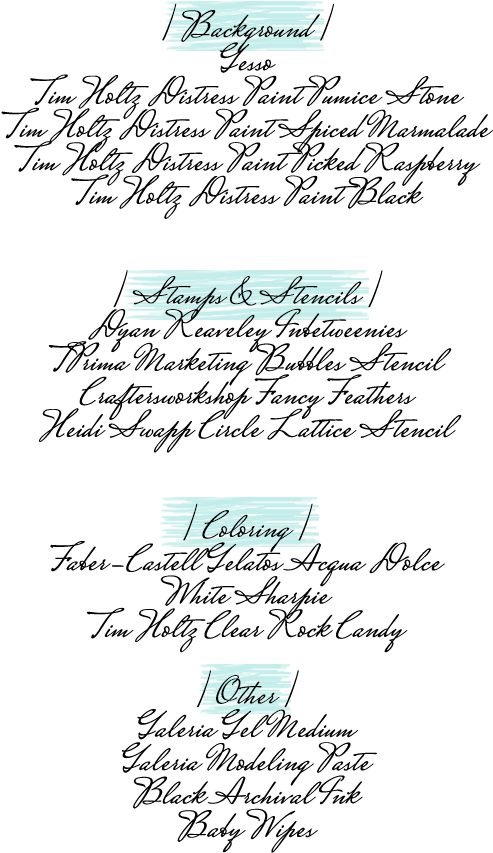 | Background |
Gesso
Tim Holtz Distress Paint Pumice Stone
Tim Holtz Distress Paint Spiced Marmalade
Tim Holtz Distress Paint Picked Raspberry
Tim Holtz Distress Paint Black
| Stamps & Stencils |
Dyan Reaveley Inbetweenies
TPrima Marketing Bubbles Stencil
Craftersworkshop Fancy Feathers
Heidi Swapp Circle Lattice Stencil
| Coloring |
Faber-Castell Gelatos Acqua Dolce
White Sharpie
Tim Holtz Clear Rock Candy
| Other |
Galeria Gel Medium
Galeria Modeling Paste
Black Archival Ink
Baby Wipes